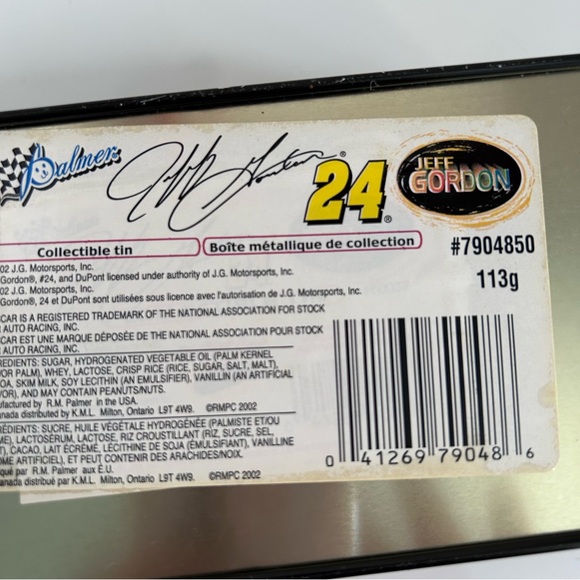 Palmer
Jeff Gordon 24®
JEFF
GORDON
Collectible tin
Boîte métallique de collection
#7904850
113g
02 J.G. Motorsports, Inc.
Gordon®, #24, and DuPont licensed under authority of J.G. Motorsports, Inc.
02 J.G. Motorsports, Inc.
Gordon®, 24 et DuPont sont utilisées sous licence avec l'autorisation de J.G. Motorsports, Inc.
CAR IS A REGISTERED TRADEMARK OF THE NATIONAL ASSOCIATION FOR STOCK
AUTO RACING, INC.
CAR EST UNE MARQUE DÉPOSÉE DE THE NATIONAL ASSOCIATION POUR STOCK
AUTO RACING, INC.
REDIENTS: SUGAR, HYDROGENATED VEGETABLE OIL (PALM KERNEL
/OR PALM), WHEY, LACTOSE, CRISP RICE (RICE, SUGAR, SALT, MALT),
OA, SKIM MILK, SOY LECITHIN (AN EMULSIFIER), VANILLIN (AN ARTIFICIAL
VOR), AND MAY CONTAIN PEANUTS/NUTS.
ufactured by R.M. Palmer in the USA.
anada distributed by K.M.L. Milton, Ontario L9T 4W9. ©RMPC 2002
RÉDIENTS: SUCRE, HUILE VÉGÉTALE HYDROGÉNÉE (PALMISTE ET/OU
ME), LACTOSÉRUM, LACTOSE, RIZ CROUSTILLANT (RIZ, SUCRE, SEL,
T), CACAO, LAIT ÉCRÉMÉ, LÉCITHINE DE SOJA (ÉMULSIFIANT), VANILLINE
OME ARTIFICIEL), ET PEUT CONTENIR DES ARACHIDES/NOIX.
iqué par R.M. Palmer aux É.U.
anada distribué par K.M.L. Milton, Ontario L9T 4W9. ©RMPC 2002
0 41269 79048 6